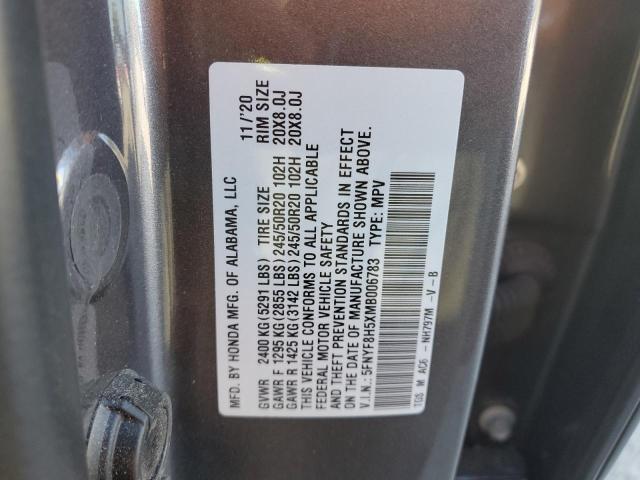 MFD. BY HONDA MFG. OF ALABAMA, LLC 11/'20
GVWR 2400 KG (5291 LBS) TIRE SIZE RIM SIZE
GAWR F 1295 KG (2855 LBS) 245/50R20 102H 20X8.0J
GAWR R 1425 KG (3142 LBS) 245/50R20 102H 20X8.0J
THIS VEHICLE CONFORMS TO ALL APPLICABLE
FEDERAL MOTOR VEHICLE SAFETY
AND THEFT PREVENTION STANDARDS IN EFFECT
ON THE DATE OF MANUFACTURE SHOWN ABOVE.
V.I.N.: 5FNYF8H5XMB006783 TYPE: MPV
TGS M AC6 - NH797M -V-B